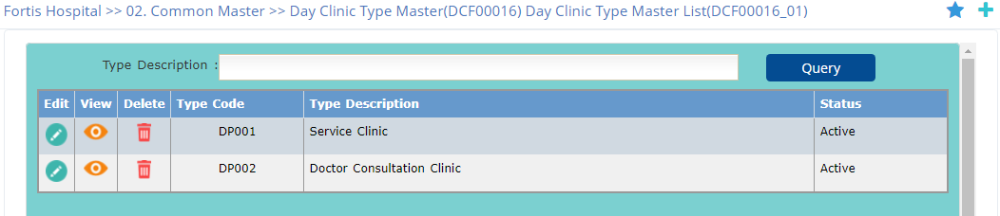 Fortis Hospital >> 02. Common Master >> Day Clinic Type Master(DCF00016) Day Clinic Type Master List(DCF00016_01)
Type Description : Query
Edit View Delete Type Code Type Description Status
DP001 Service Clinic Active
DP002 Doctor Consultation Clinic Active